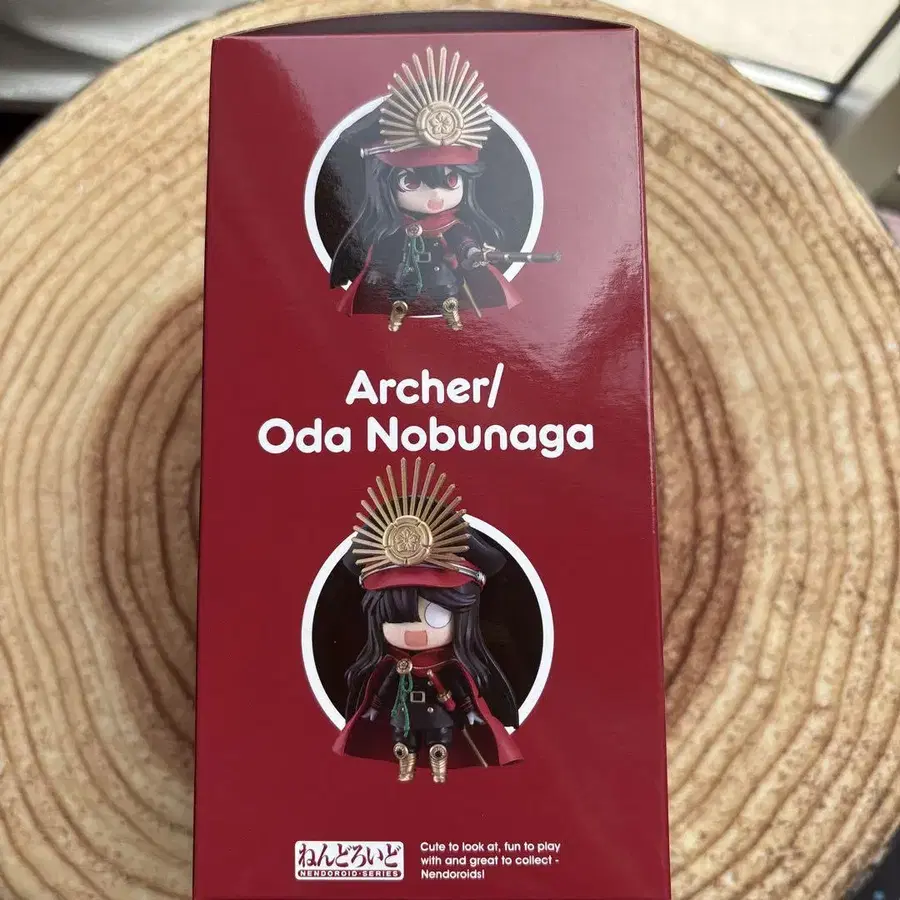 Archer/
Oda Nobunaga
ねんどろいど
NENDOROID·SERIES
Cute to look at, fun to play
with and great to collect -
Nendoroids!